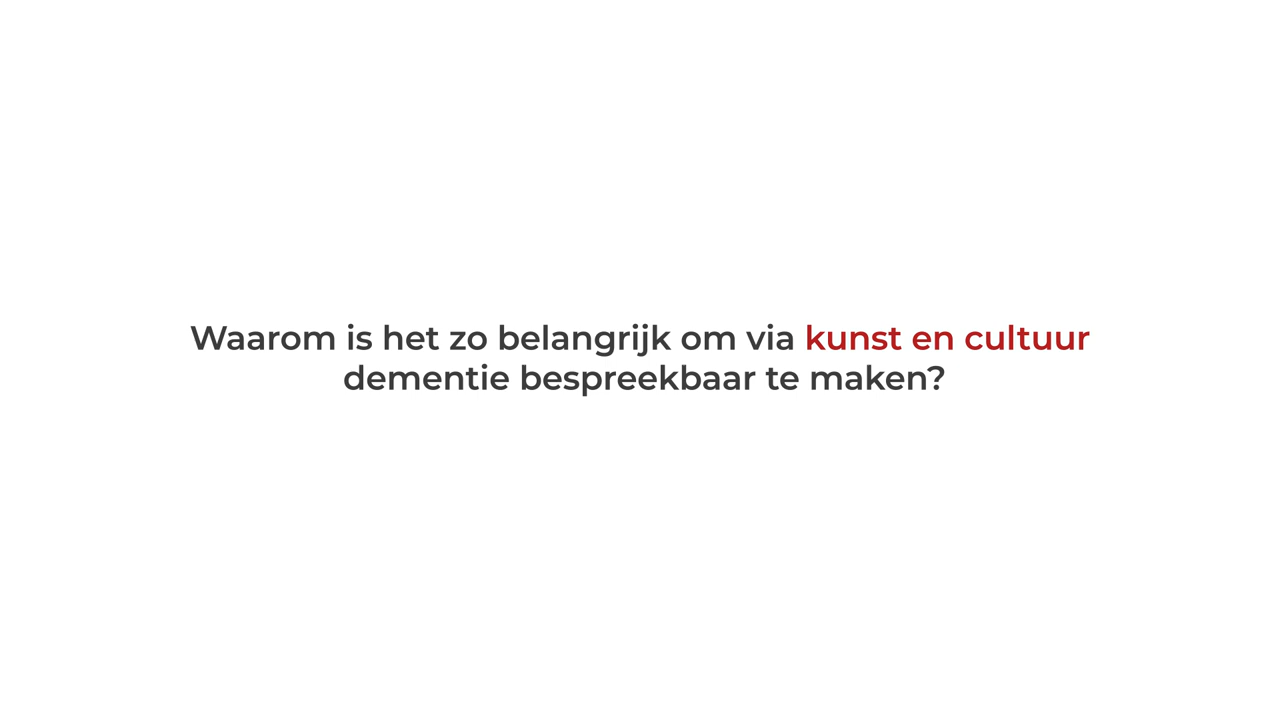 Waarom is het zo belangrijk om via kunst en cultuur
dementie bespreekbaar te maken?